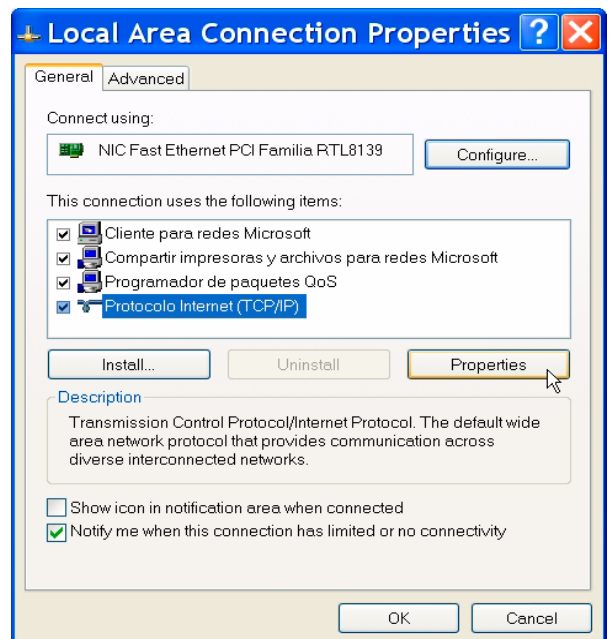 Local Area Connection Properties
General Advanced
Connect using:
NIC Fast Ethernet PCI Familia RTL8139 Configure...
This connection uses the following items:
Cliente para redes Microsoft
Compartir impresoras y archivos para redes Microsoft
Programador de paquetes QoS
Protocolo Internet (TCP/IP)
Install... Uninstall Properties
Description
Transmission Control Protocol/Internet Protocol. The default wide
area network protocol that provides communication across
diverse interconnected networks.
Show icon in notification area when connected
Notify me when this connection has limited or no connectivity
OK Cancel